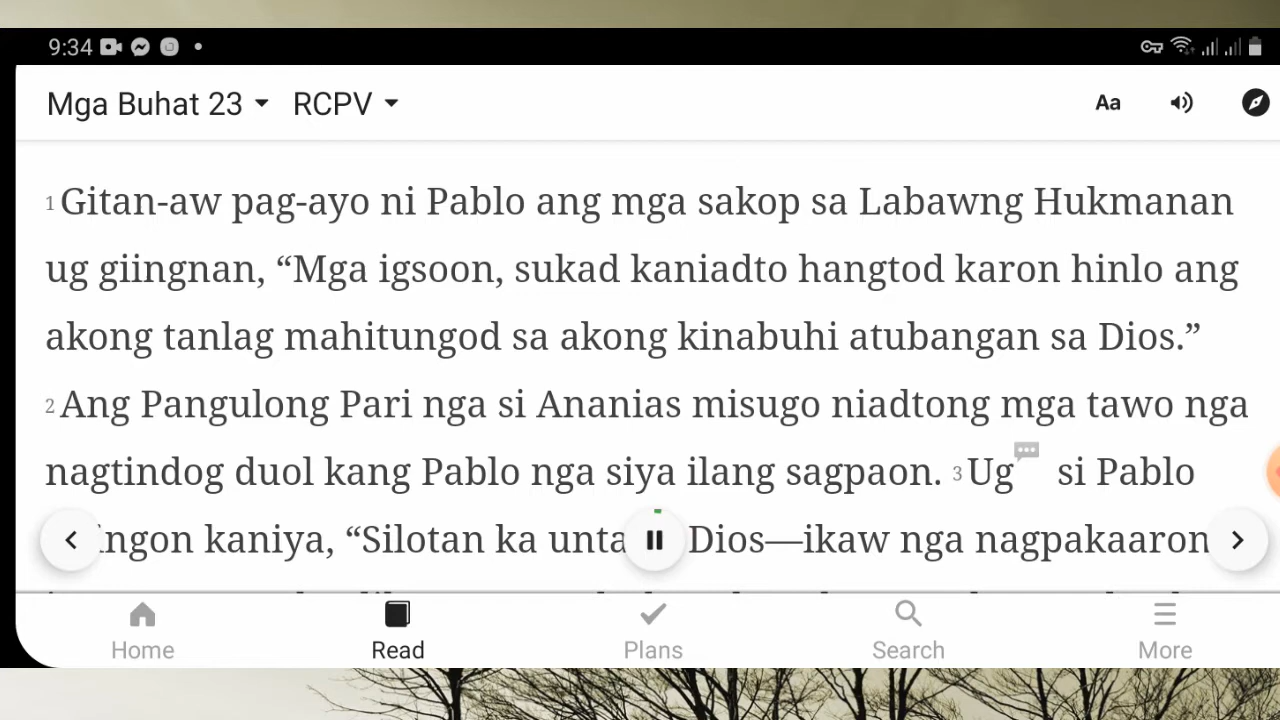 9:34
Mga Buhat 23 RCPV Aa
1 Gitan-aw pag-ayo ni Pablo ang mga sakop sa Labawng Hukmanan
ug giingnan, “Mga igsoon, sukad kaniadto hangtod karon hinlo ang
akong tanlag mahitungod sa akong kinabuhi atubangan sa Dios.”
2 Ang Pangulong Pari nga si Ananias misugo niadtong mga tawo nga
nagtindog duol kang Pablo nga siya ilang sagpaon. 3 Ug si Pablo
kaniya, “Silotan ka unta Dios—ikaw nga nagpakaaron
Home Read Plans Search More